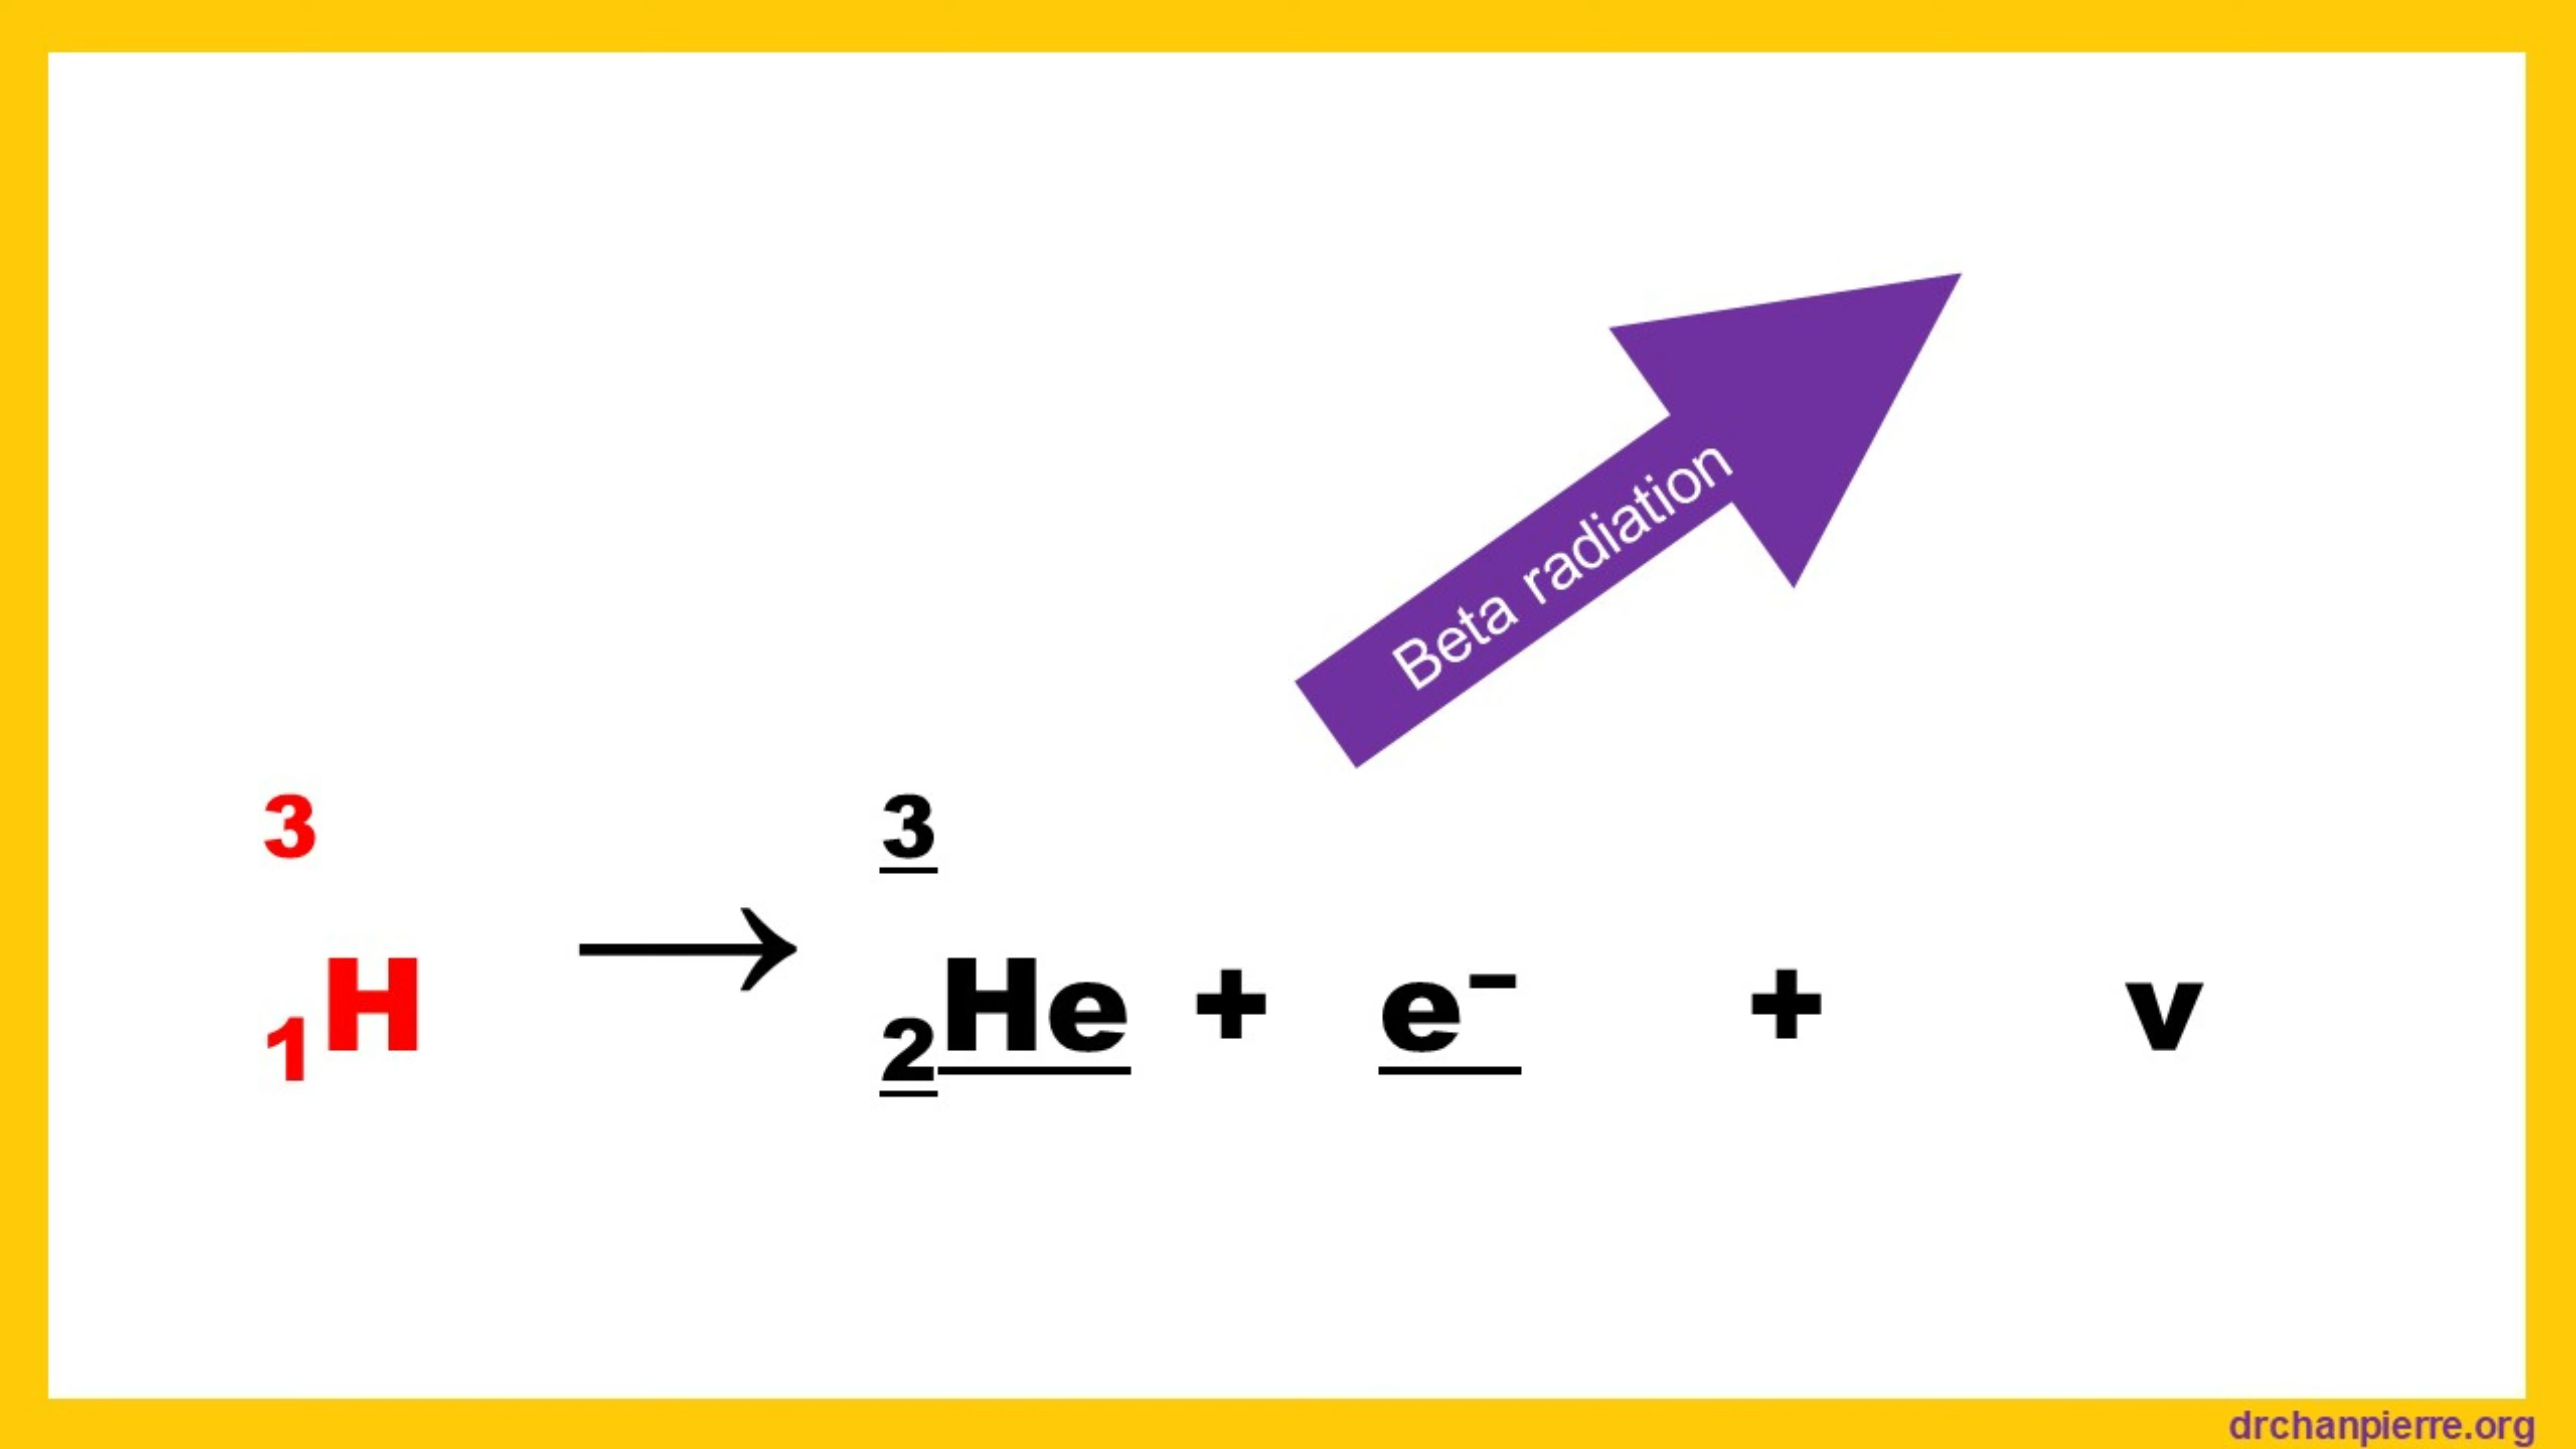 Beta radiation
3 3
1H → 2He + e– + v
drchanpierre.org